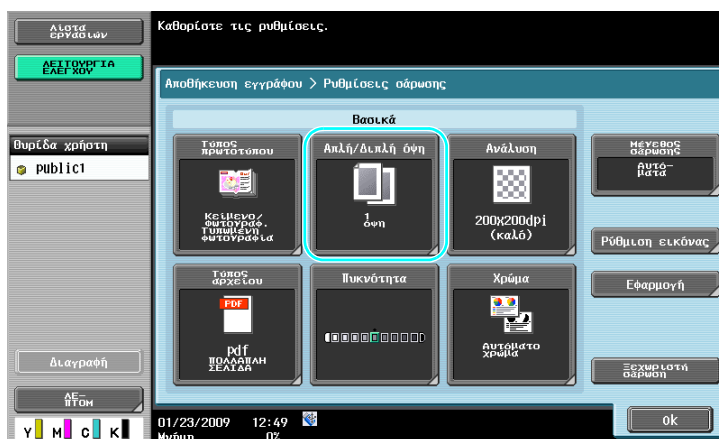 Λίστα
εργασιών
Καθορίστε τις ρυθμίσεις.
ΛΕΙΤΟΥΡΓΙΑ
ΕΛΕΓΧΟΥ
Αποθήκευση εγγράφου > Ρυθμίσεις σάρωσης
Βασικά
Θυρίδα χρήστη
public1
Τύπος
πρωτοτύπου
Κείμενο/
φωτογραφ.
Τυπωμένη
φωτογραφία
Απλή/Διπλή όψη
1
όψη
Ανάλυση
200X200dpi
(καλό)
Μέγεθος
σάρωσης
Αυτό-
ματα
Ρύθμιση εικόνας
Τύπος
αρχείου
PDF
pdf
ΠΟΛΛΑΠΛΗ
ΣΕΛΙΔΑ
Πυκνότητα
Χρώμα
Αυτόματο
χρώμα
Εφαρμογή
Διαγραφή
Ξεχωριστή
σάρωση
ΛΕ-
ΠΤΟΜ
01/23/2009 12:49
Μνήμη 0%
Y M C K
ok